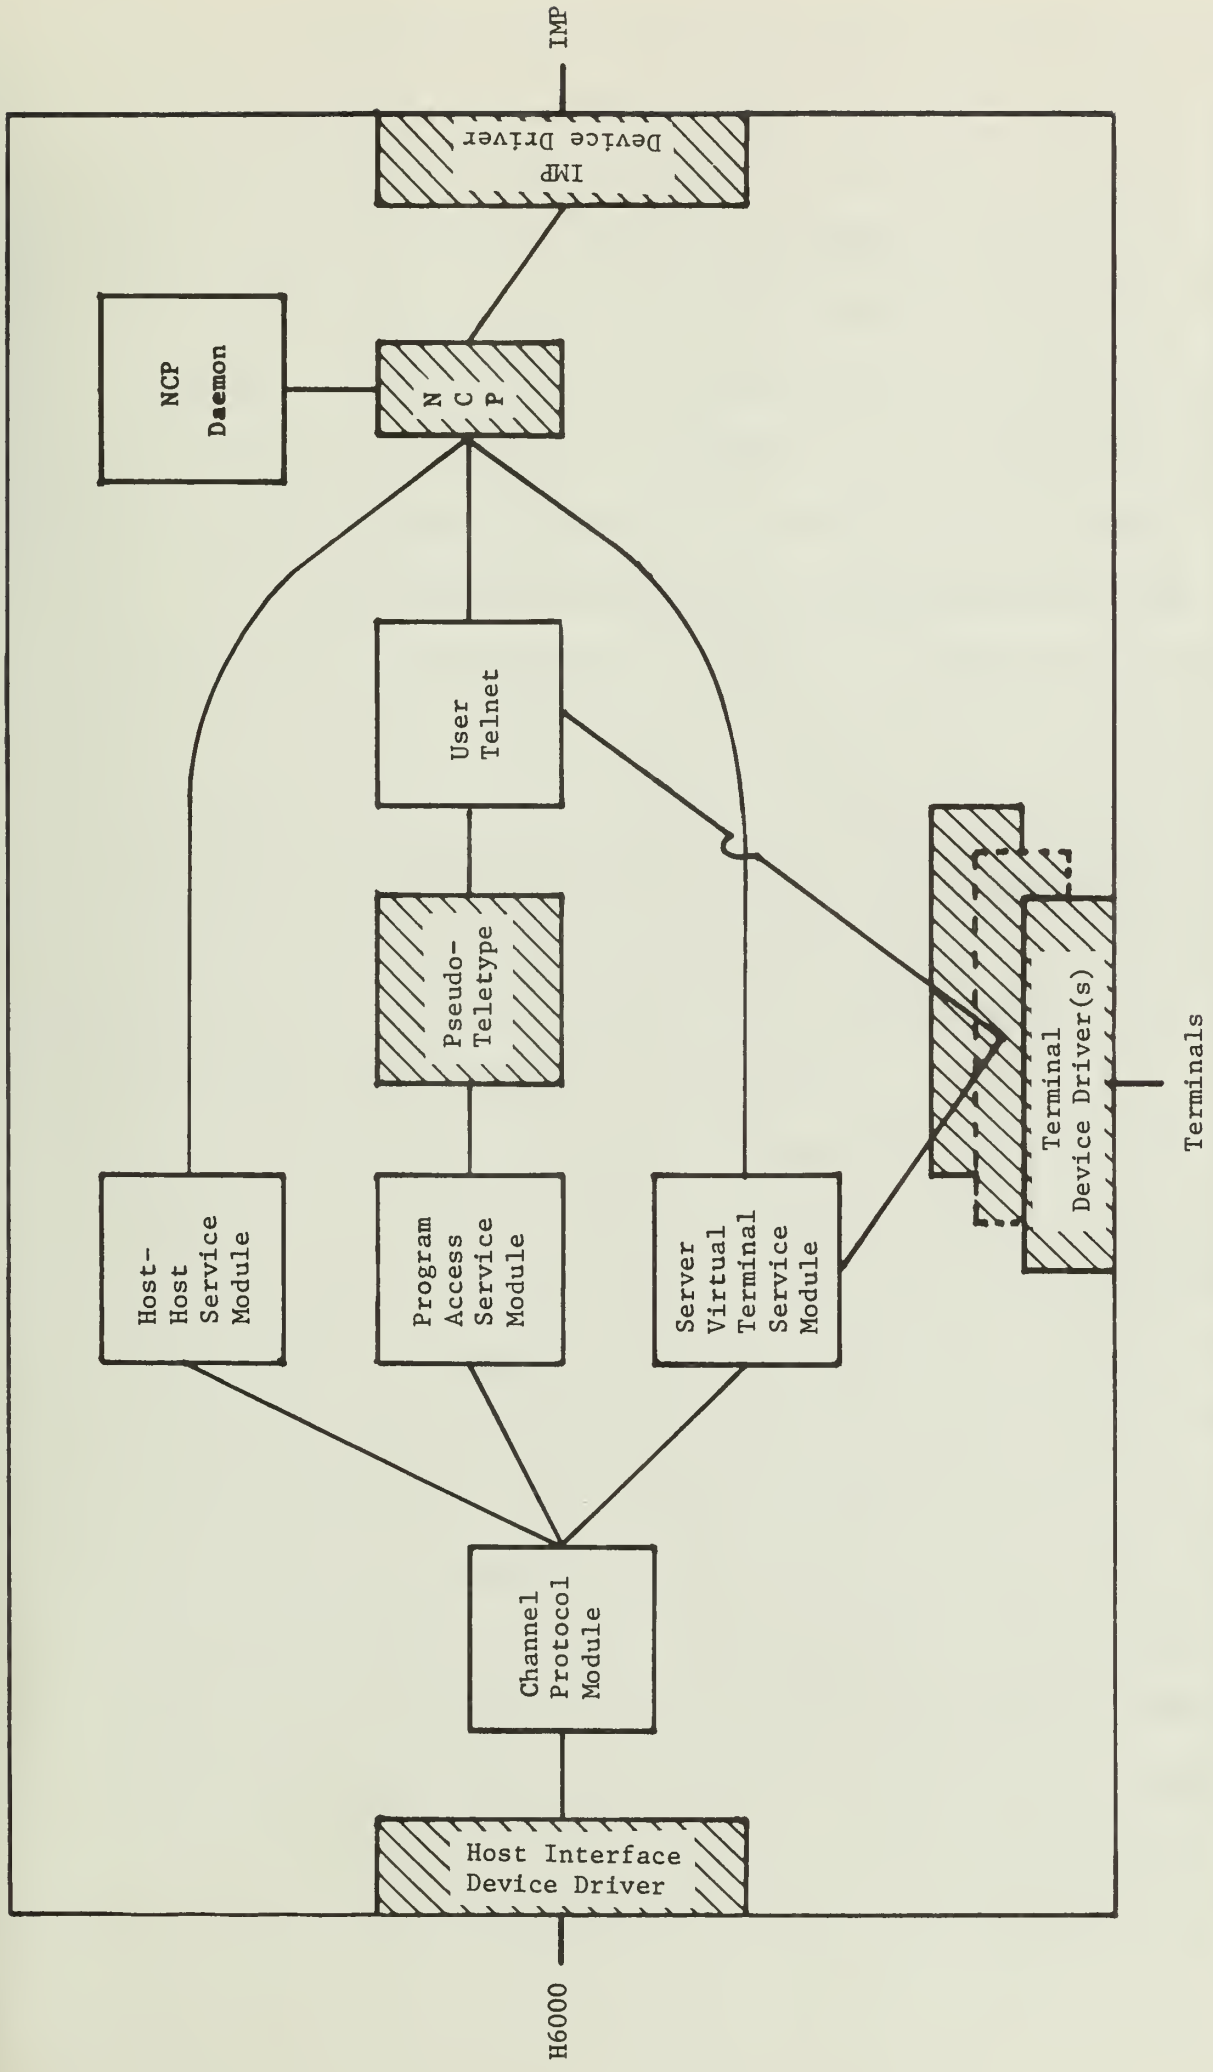 H6000
Host Interface
Device Driver
Channel
Protocol
Module
Host-
Host
Service
Module
Program
Access
Service
Module
Server
Virtual
Terminal
Service
Module
Pseudo-
Teletype
User
Telnet
NCP
Daemon
N
C
P
IMP
Device Driver
IMP
Terminal
Device Driver(s)
Terminals